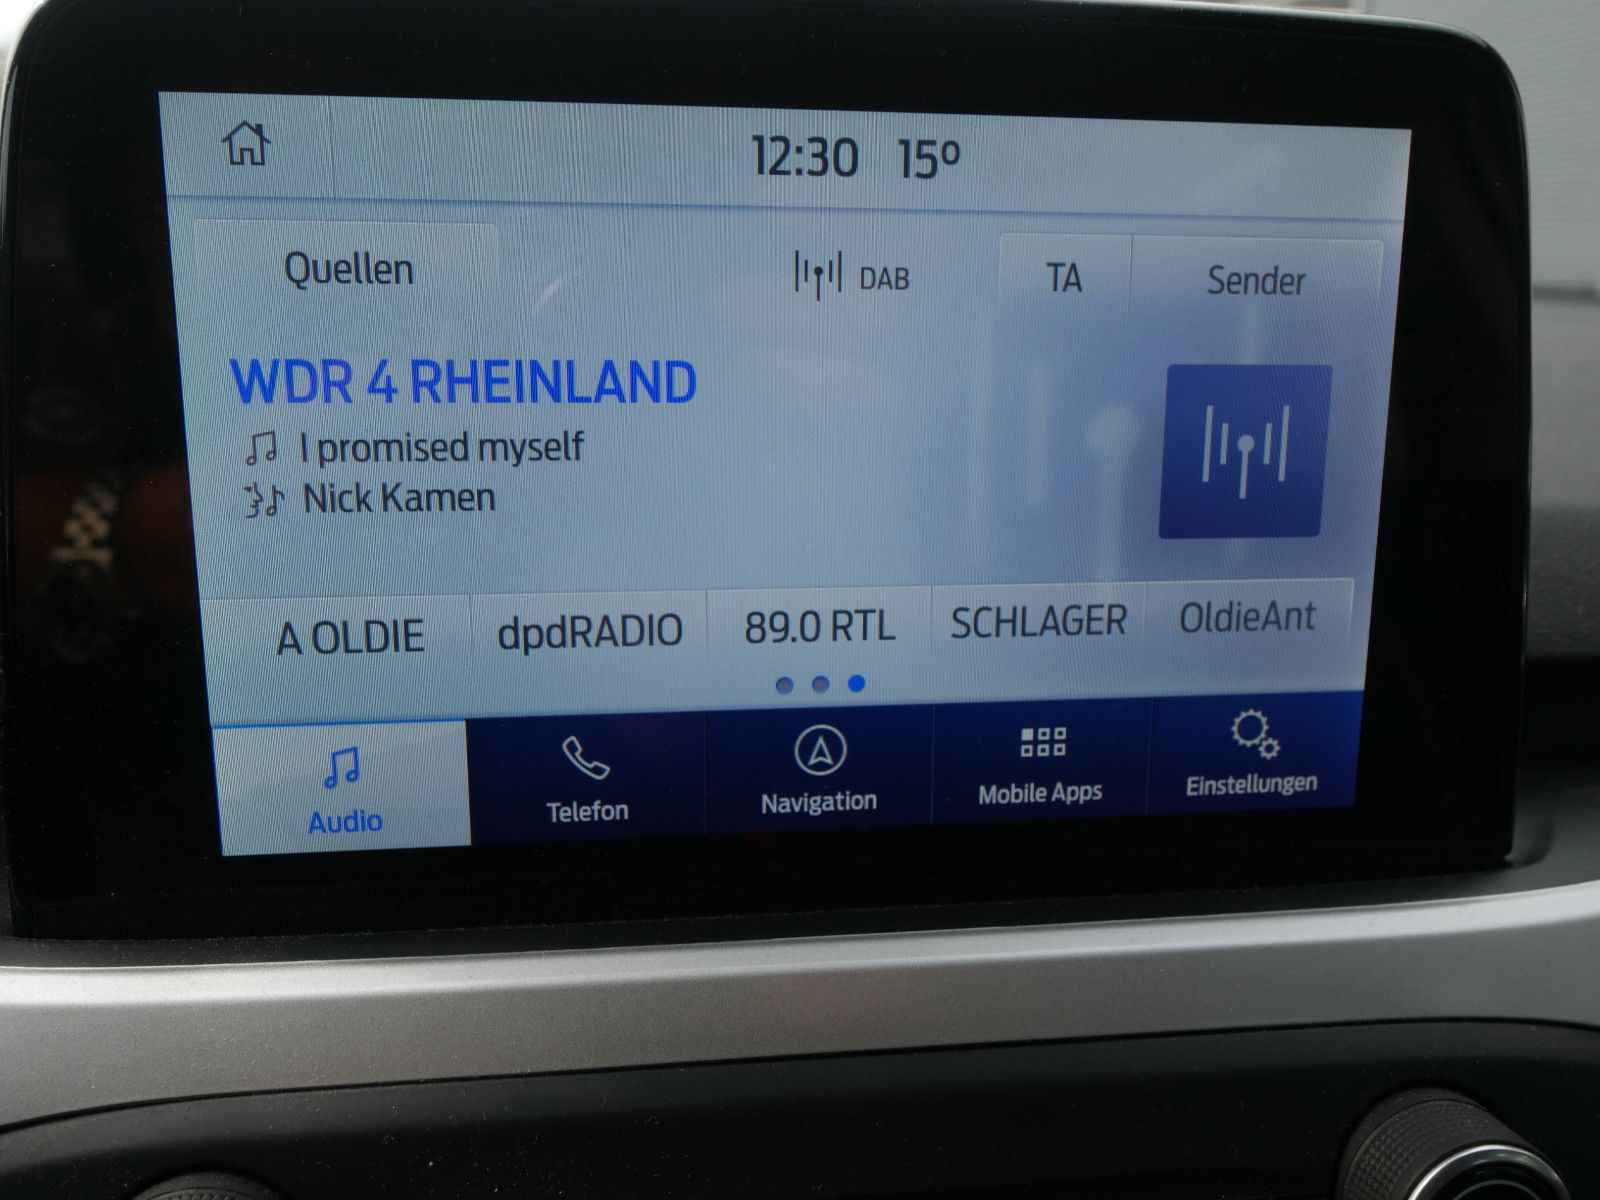 12:30 15º
Quellen DAB TA Sender
WDR 4 RHEINLAND
I promised myself
Nick Kamen
A OLDIE dpdRADIO 89.0 RTL SCHLAGER OldieAnt
Audio Telefon Navigation Mobile Apps Einstellungen